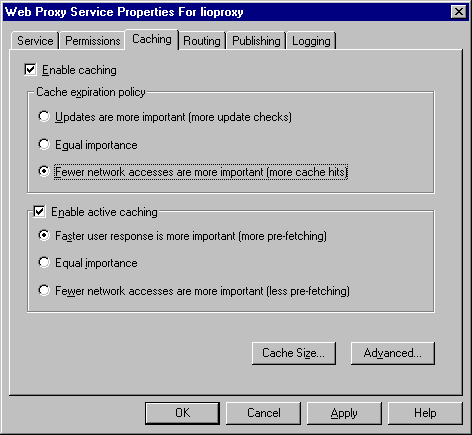 Web Proxy Service Properties For lioproxy
Service Permissions Caching Routing Publishing Logging
Enable caching
Cache expiration policy
Updates are more important (more update checks)
Equal importance
Fewer network accesses are more important (more cache hits)
Enable active caching
Faster user response is more important (more pre-fetching)
Equal importance
Fewer network accesses are more important (less pre-fetching)
Cache Size... Advanced...
OK Cancel Apply Help